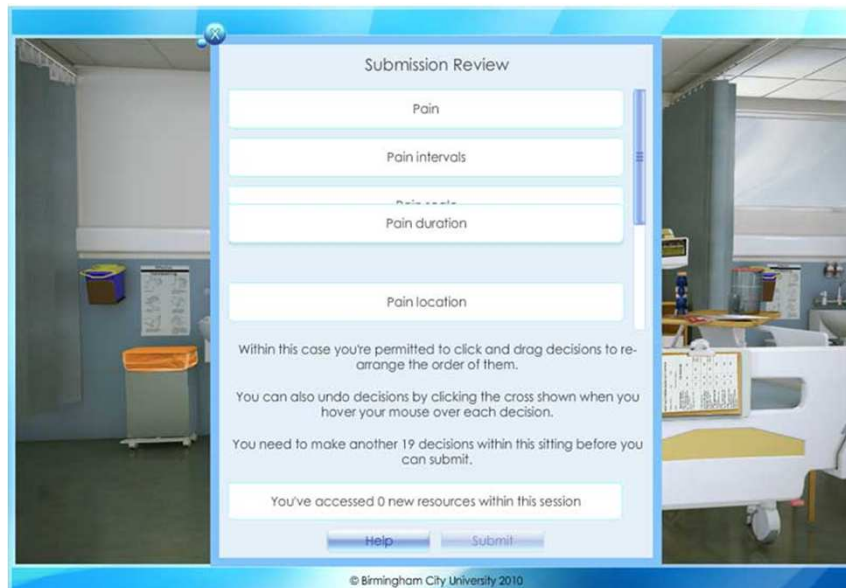 Submission Review
Pain
Pain intervals
Pain scale
Pain duration
Pain location
Within this case you're permitted to click and drag decisions to re-
arrange the order of them.
You can also undo decisions by clicking the cross shown when you
hover your mouse over each decision.
You need to make another 19 decisions within this sitting before you
can submit.
You've accessed 0 new resources within this session
Help
Submit
© Birmingham City University 2010